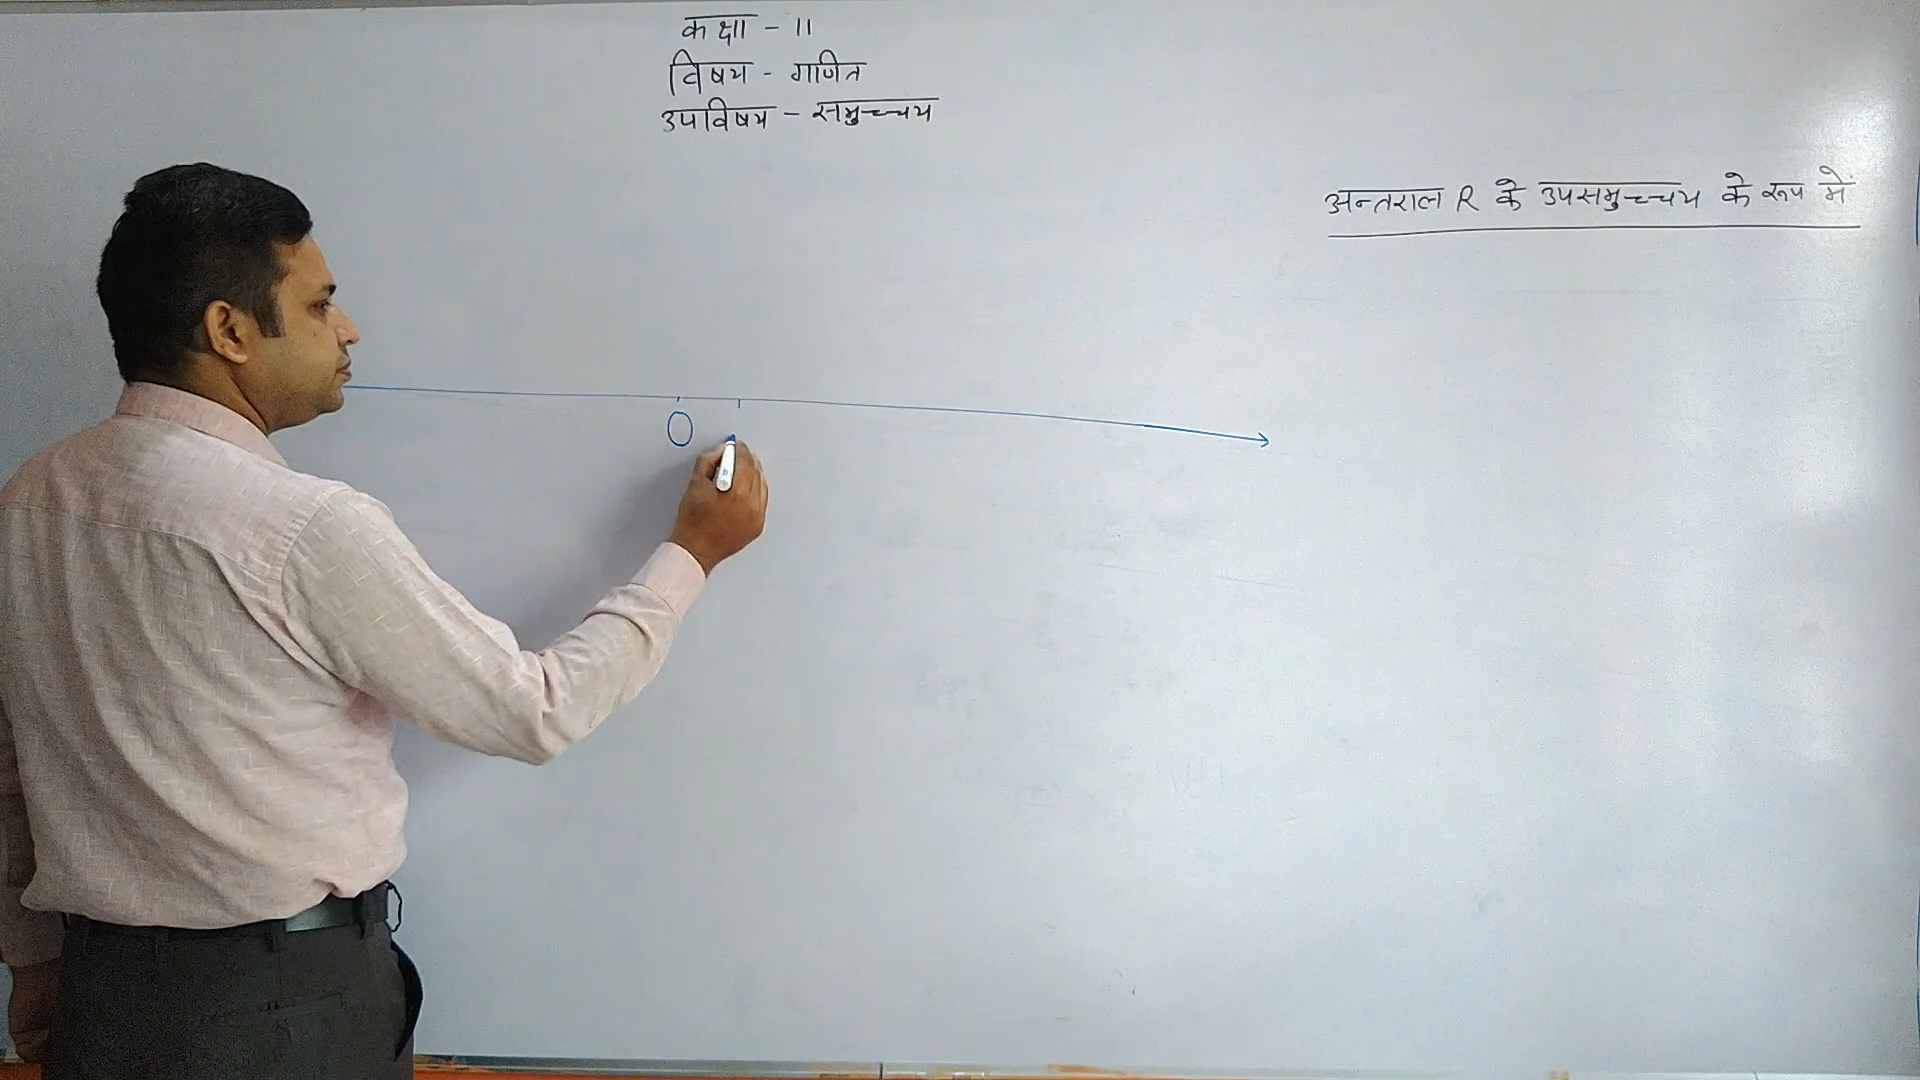 कक्षा - 11
विषय - गणित
उपविषय - समुच्चय
अन्तराल R के उपसमुच्चय के रूप में
0